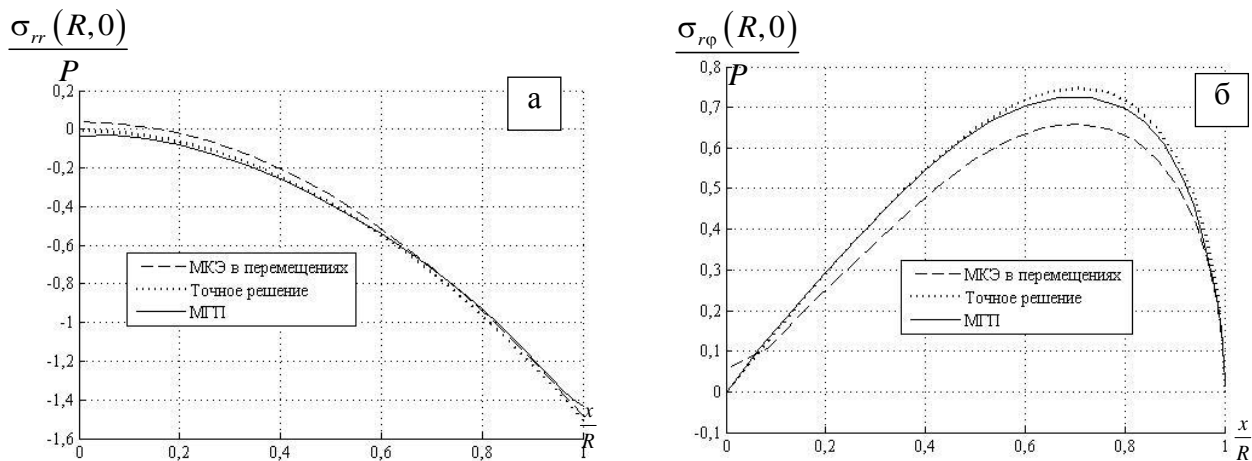 σrr (R,0)
P
а
0,2
0
-0,2
-0,4
-0,6
-0,8
-1
-1,2
-1,4
-1,6
МКЭ в перемещениях
Точное решение
МГП
0 0,2 0,4 0,6 0,8 1
x
R
σrφ (R,0)
P
б
0,8
0,7
0,6
0,5
0,4
0,3
0,2
0,1
0
-0,1
МКЭ в перемещениях
Точное решение
МГП
0 0,2 0,4 0,6 0,8 1
x
R